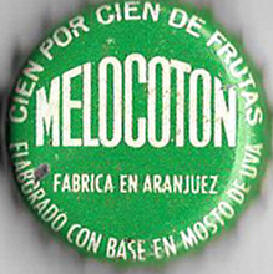 CIEN POR CIEN DE FRUTAS
MELOCOTON
FABRICA EN ARANJUEZ
ELABORADO CON BASE EN MOSTO DE UVA